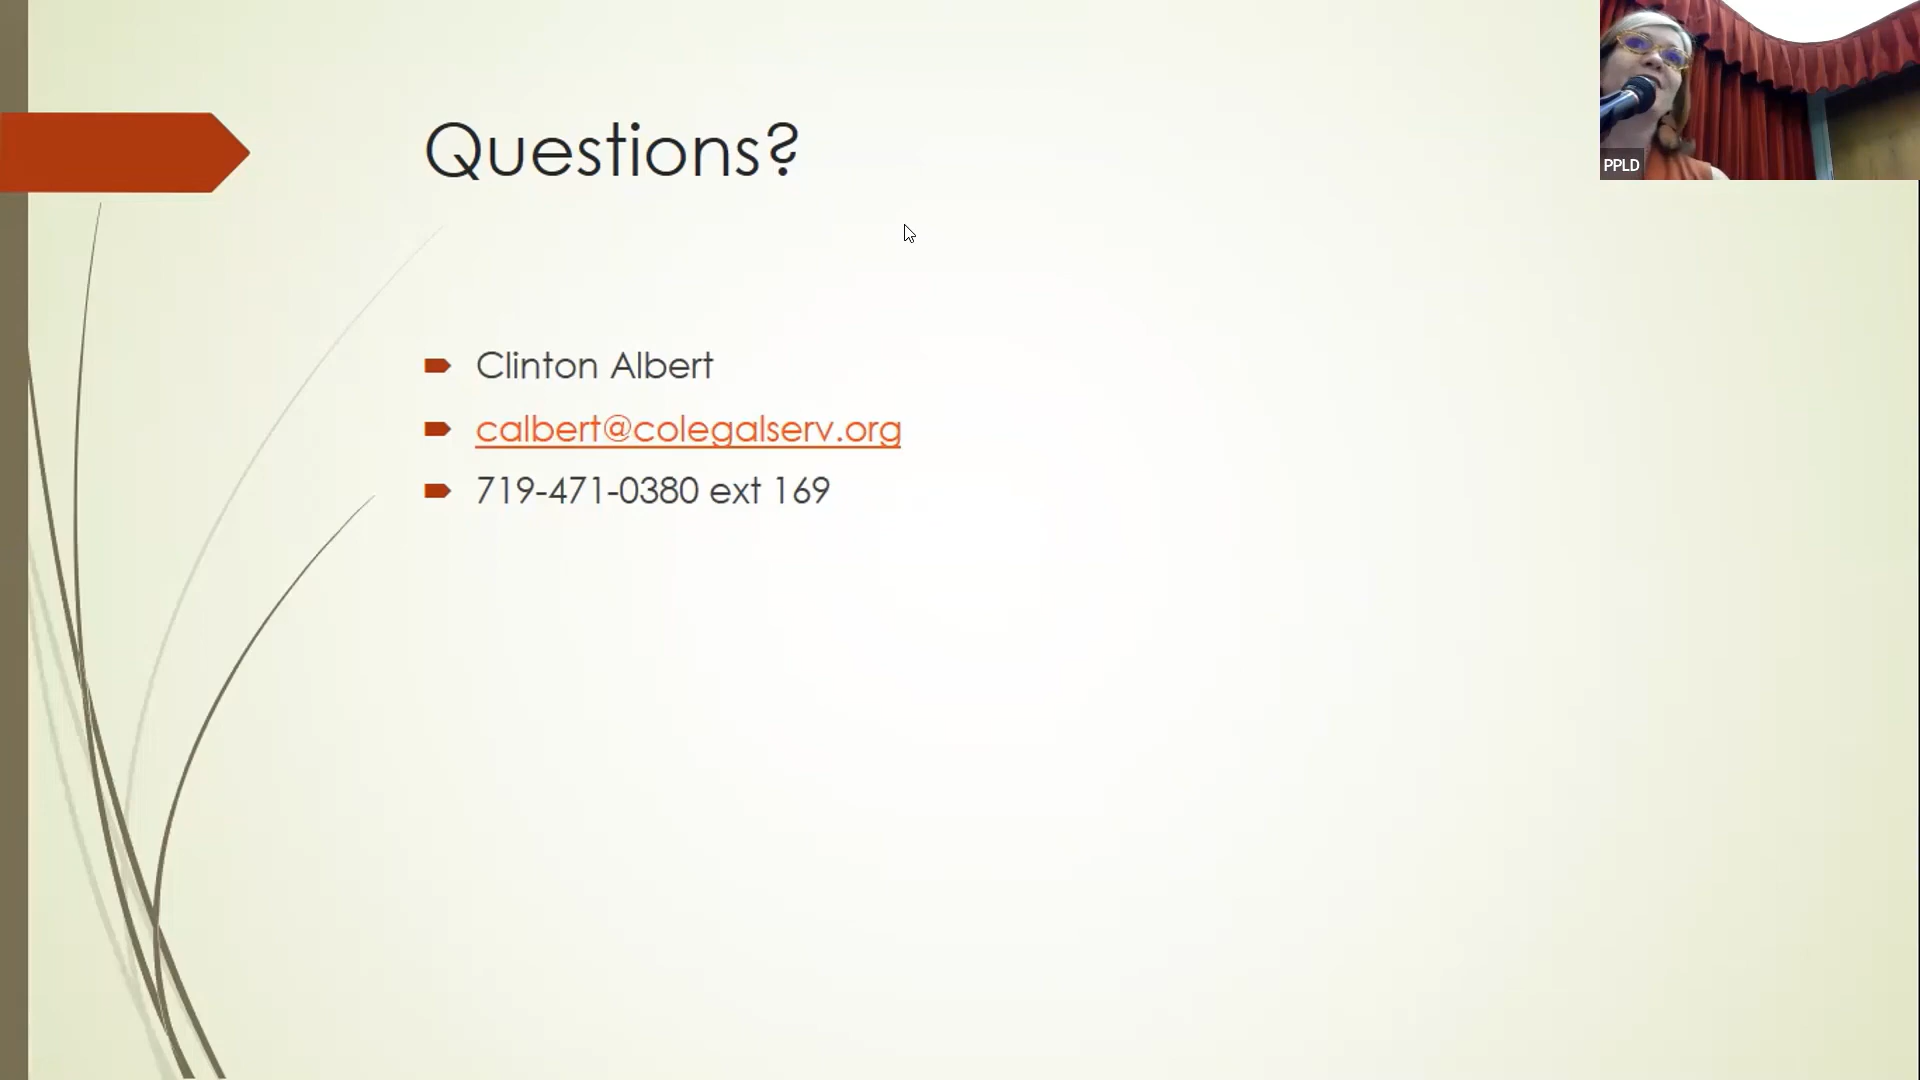 Questions?
Clinton Albert
calbert@colegalserv.org
719-471-0380 ext 169
PPLD